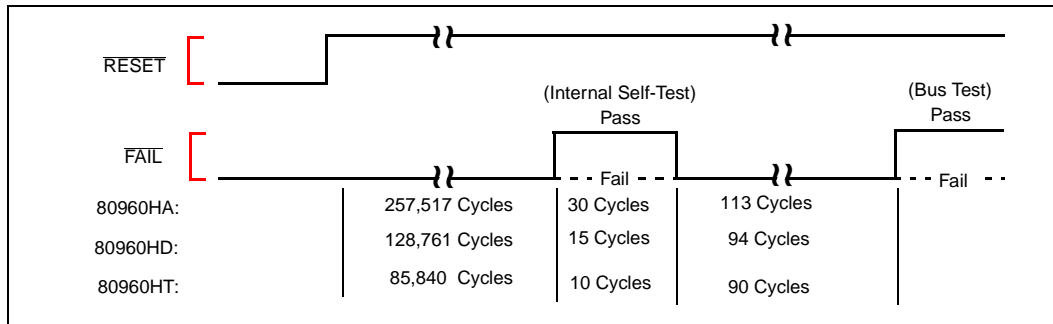 RESET
(Internal Self-Test)
Pass
(Bus Test)
Pass
FAIL
Fail
Fail
80960HA: 257,517 Cycles 30 Cycles 113 Cycles
80960HD: 128,761 Cycles 15 Cycles 94 Cycles
80960HT: 85,840 Cycles 10 Cycles 90 Cycles